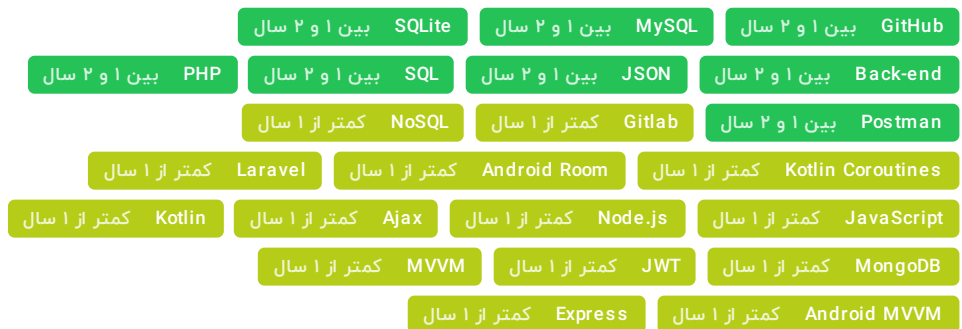 GitHub بین ۱ و ۲ سال MySQL بین ۱ و ۲ سال SQLite بین ۱ و ۲ سال
Back-end بین ۱ و ۲ سال JSON بین ۱ و ۲ سال SQL بین ۱ و ۲ سال PHP بین ۱ و ۲ سال
Postman بین ۱ و ۲ سال Gitlab کمتر از ۱ سال NoSQL کمتر از ۱ سال
Kotlin Coroutines کمتر از ۱ سال Android Room کمتر از ۱ سال Laravel کمتر از ۱ سال
JavaScript کمتر از ۱ سال Node.js کمتر از ۱ سال Ajax کمتر از ۱ سال Kotlin کمتر از ۱ سال
MongoDB کمتر از ۱ سال JWT کمتر از ۱ سال MVVM کمتر از ۱ سال
Android MVVM کمتر از ۱ سال Express کمتر از ۱ سال